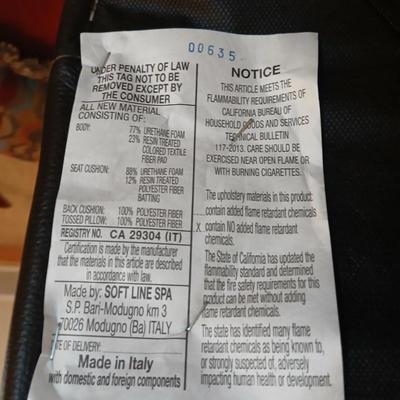 00635
UNDER PENALTY OF LAW
THIS TAG NOT TO BE
REMOVED EXCEPT BY
THE CONSUMER
ALL NEW MATERIAL
CONSISTING OF:
BODY: 77% URETHANE FOAM
23% RESIN TREATED
COLORED TEXTILE
FIBER PAD
SEAT CUSHION: 88% URETHANE FOAM
12% RESIN TREATED
POLYESTER FIBER
BATTING
BACK CUSHION: 100% POLYESTER FIBER
TOSSED PILLOW: 100% POLYESTER FIBER
REGISTRY NO. CA 29304 (IT)
Certification is made by the manufacturer
that the materials in this article are described
in accordance with law.
Made by: SOFT LINE SPA
S.P. Bari-Modugno km 3
70026 Modugno (Ba) ITALY
DATE OF DELIVERY:
Made in Italy
with domestic and foreign components
NOTICE
THIS ARTICLE MEETS THE
FLAMMABILITY REQUIREMENTS OF
CALIFORNIA BUREAU OF
HOUSEHOLD GOODS AND SERVICES
TECHNICAL BULLETIN
117-2013. CARE SHOULD BE
EXERCISED NEAR OPEN FLAME OR
WITH BURNING CIGARETTES.
The upholstery materials in this product:
contain added flame retardant chemicals
X contain NO added flame retardant
chemicals.
The State of California has updated the
flammability standard and determined
that the fire safety requirements for this
product can be met without adding
flame retardant chemicals.
The state has identified many flame
retardant chemicals as being known to,
or strongly suspected of, adversely
impacting human health or development.